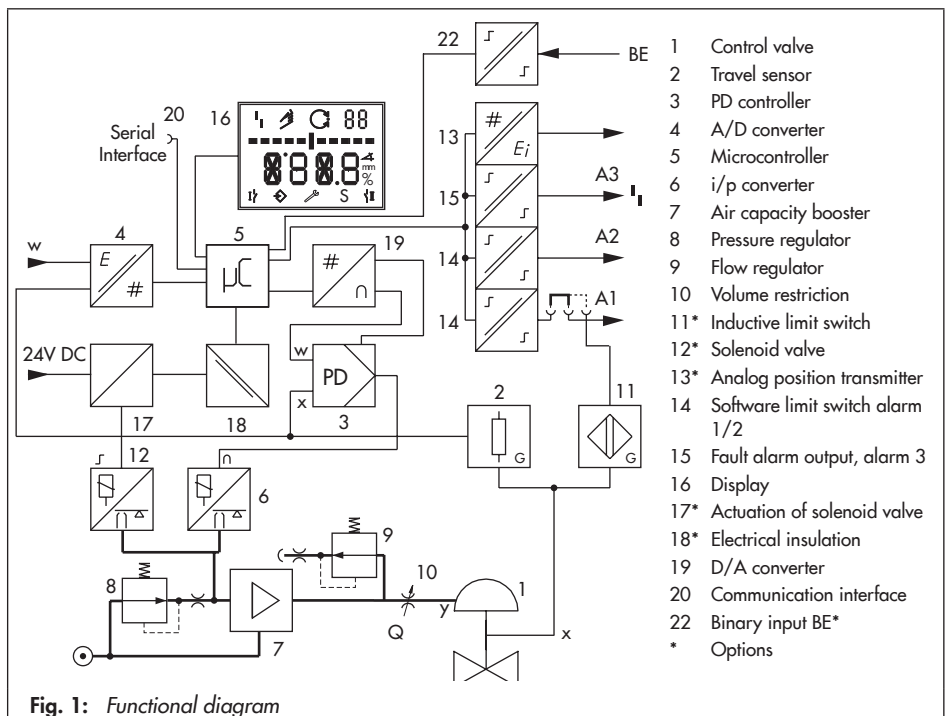 22
BE
20
16
88
Serial
Interface
8°88.8
mm
%
S
13
#
Ei
15
A3
w
4
E
#
5
µC
19
#
∩
14
A2
14
A1
24V DC
w
PD
x
3
2
G
11
G
17
18
12
∩
∩
∩
6
8
9
10
7
y
Q
1
x
1 Control valve
2 Travel sensor
3 PD controller
4 A/D converter
5 Microcontroller
6 i/p converter
7 Air capacity booster
8 Pressure regulator
9 Flow regulator
10 Volume restriction
11* Inductive limit switch
12* Solenoid valve
13* Analog position transmitter
14 Software limit switch alarm
1/2
15 Fault alarm output, alarm 3
16 Display
17* Actuation of solenoid valve
18* Electrical insulation
19 D/A converter
20 Communication interface
22 Binary input BE*
* Options
Fig. 1: Functional diagram